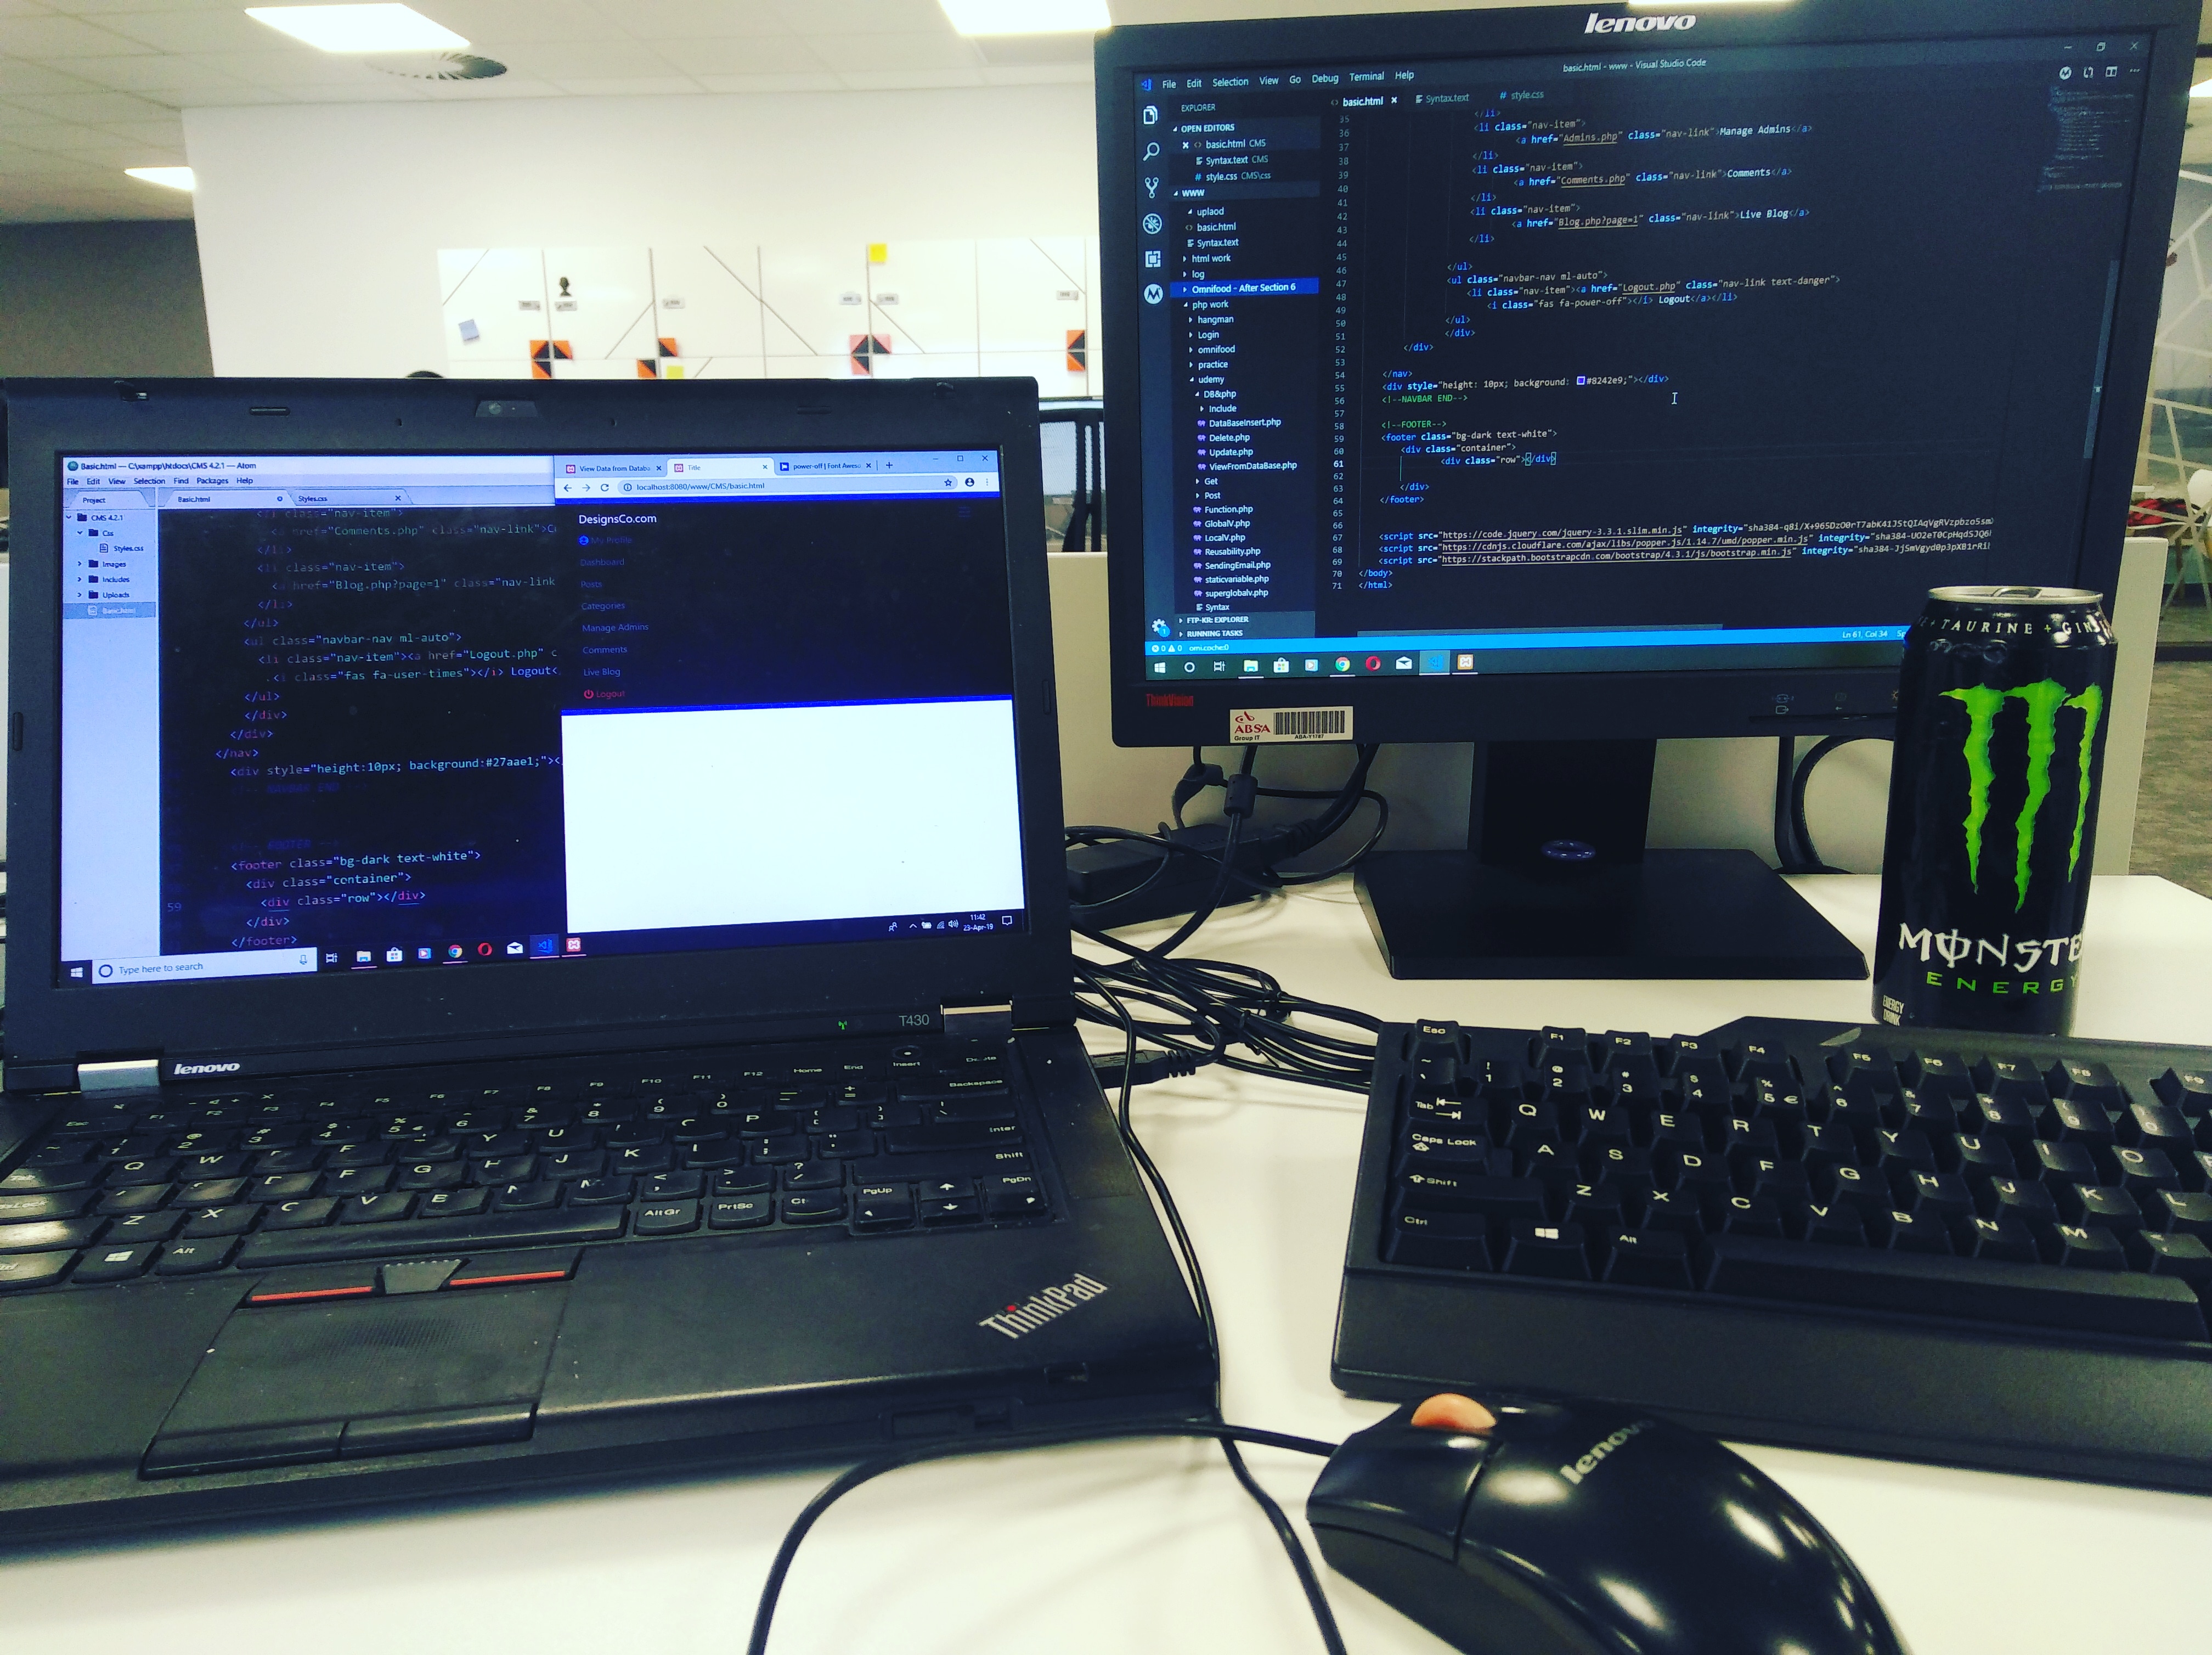 lenovo
basic.html - www - Visual Studio Code
File Edit Selection View Go Debug Terminal Help
EXPLORER
OPEN EDITORS
basic.html CMS
Syntax.text CMS
# style.css CMS\css
WWW
uplaod
basic.html
Syntax.text
html work
log
Omnifood - After Section 6
php work
hangman
Login
omnifood
practice
udemy
DB&php
Include
DataBaseInsert.php
Delete.php
Update.php
ViewFromDataBase.php
Get
Post
Function.php
GlobalV.php
LocalV.php
Reusability.php
SendingEmail.php
staticvariable.php
superglobalv.php
Syntax
FTP-KR: EXPLORER
RUNNING TASKS
basic.html Syntax.text # style.css
35 </li>
36 <li class="nav-item">
37 <a href="Admins.php" class="nav-link">Manage Admins</a>
38 </li>
39 <li class="nav-item">
40 <a href="Comments.php" class="nav-link">Comments</a>
41 </li>
42 <li class="nav-item">
43 <a href="Blog.php?page=1" class="nav-link">Live Blog</a>
44 </li>
45
46 </ul>
47 <ul class="navbar-nav ml-auto">
48 <li class="nav-item"><a href="Logout.php" class="nav-link text-danger">
49 <i class="fas fa-power-off"></i> Logout</a></li>
50 </ul>
51 </div>
52 </div>
53
54 </nav>
55 <div style="height: 10px; background: #8242e9;"></div>
56 <!--NAVBAR END-->
57
58 <!--FOOTER-->
59 <footer class="bg-dark text-white">
60 <div class="container">
61 <div class="row"></div>
62
63 </div>
64 </footer>
65
66
67 <script src="https://code.jquery.com/jquery-3.3.1.slim.min.js" integrity="sha384-
68 <script src="https://cdnjs.cloudflare.com/ajax/libs/popper.js/1.14.7/umd/popper.min.js" integrity="sha384-
69 <script src="https://stackpath.bootstrapcdn.com/bootstrap/4.3.1/js/bootstrap.min.js" integrity="sha384-
70 </body>
71 </html>
0 0 omi.cache:0
Ln 61, Col 34
ThinkVision
ABSA
Group IT
TAURINE +
MONSTE
ENERGY
ENERGY
DRINK
Basic.html — C:\xampp\htdocs\CMS 4.2.1 — Atom
File Edit View Selection Find Packages Help
Project
CMS 4.2.1
Css
Styles.css
Images
Includes
Uploads
Basic.html
Basic.html Styles.css
<li class="nav-item">
<a href="Comments.php" class="nav-link">
</li>
<li class="nav-item">
<a href="Blog.php?page=1" class="nav-link
</li>
</ul>
<ul class="navbar-nav ml-auto">
<li class="nav-item"><a href="Logout.php" c
<i class="fas fa-user-times"></i> Logout<
</ul>
</div>
</div>
</nav>
<div style="height:10px; background:#27aae1;">
<!-- NAVBAR END -->
<!-- FOOTER -->
<footer class="bg-dark text-white">
<div class="container">
59 <div class="row"></div>
</div>
</footer>
View Data from Databa
Title
power-off | Font Awes
localhost:8080/www/CMS/basic.html
DesignsCo.com
My Profile
Dashboard
Posts
Categories
Manage Admins
Comments
Live Blog
Logout
Type here to search
11:42
23-Apr-19
T430
lenovo
ThinkPad
F7 F8 F9 F10 F11 F12 Home End Insert
Backspace
Q W Y U J K P
F G H
Z X C V
Enter
Shift
Alt AltGr PrtSc PgUp PgDn
Esc F1 F2 F3 F4 F5 F6 F7 F8
1 2 3 4 5 € 6 7 8 9 0
Tab Q W E R T Y U I O
Caps Lock A S D F G H J K L
Shift Z X C V B N M
Ctrl Alt
lenovo